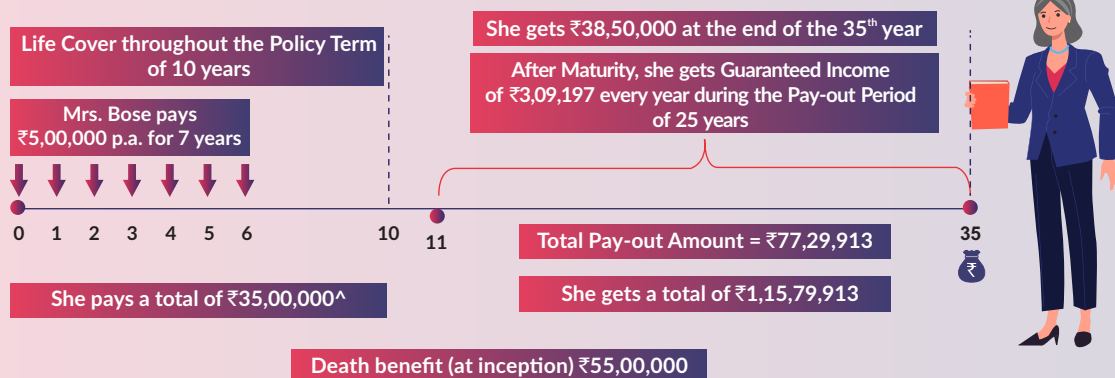 Life Cover throughout the Policy Term
of 10 years
Mrs. Bose pays
₹5,00,000 p.a. for 7 years
She gets ₹38,50,000 at the end of the 35th year
After Maturity, she gets Guaranteed Income
of ₹3,09,197 every year during the Pay-out Period
of 25 years
0 1 2 3 4 5 6 10 11 35
₹
Total Pay-out Amount = ₹77,29,913
She pays a total of ₹35,00,000^
She gets a total of ₹1,15,79,913
Death benefit (at inception) ₹55,00,000